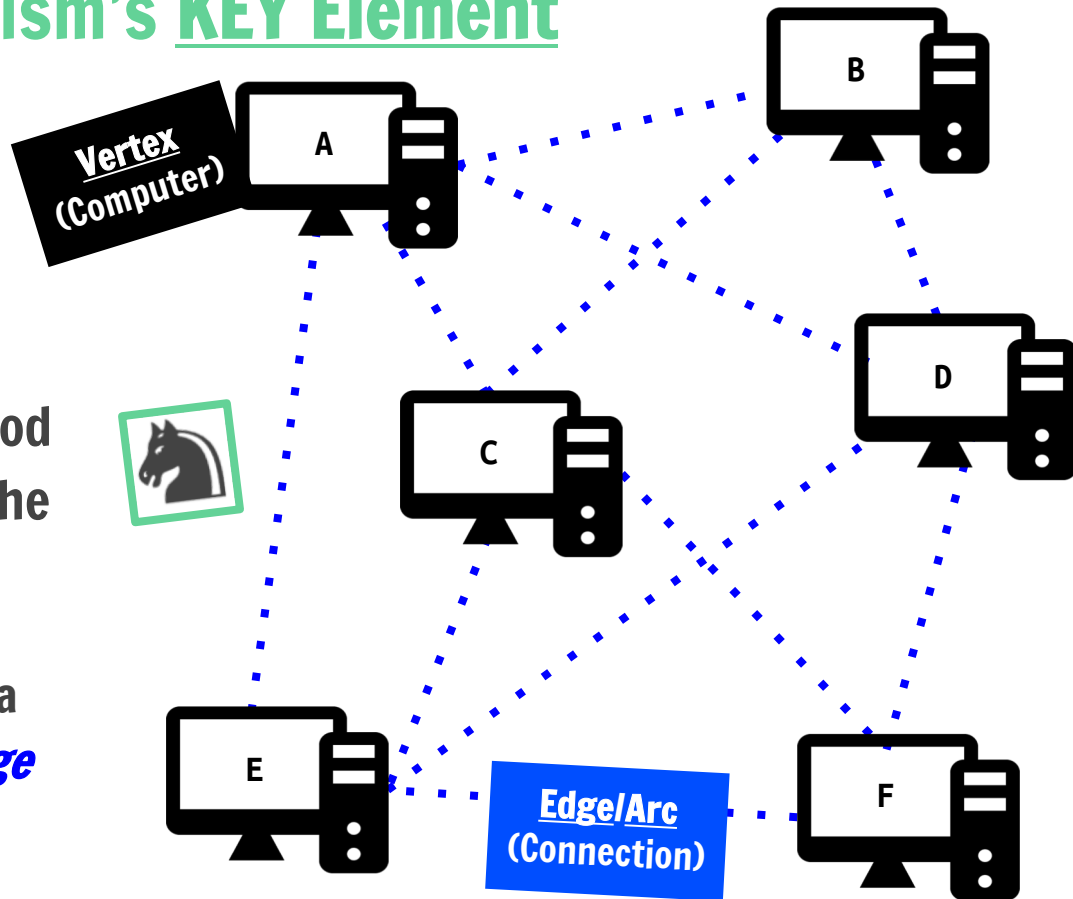 ism's KEY Element
Vertex
(Computer)
A
B
C
D
od
he
a
ge
E
F
Edge/Arc
(Connection)